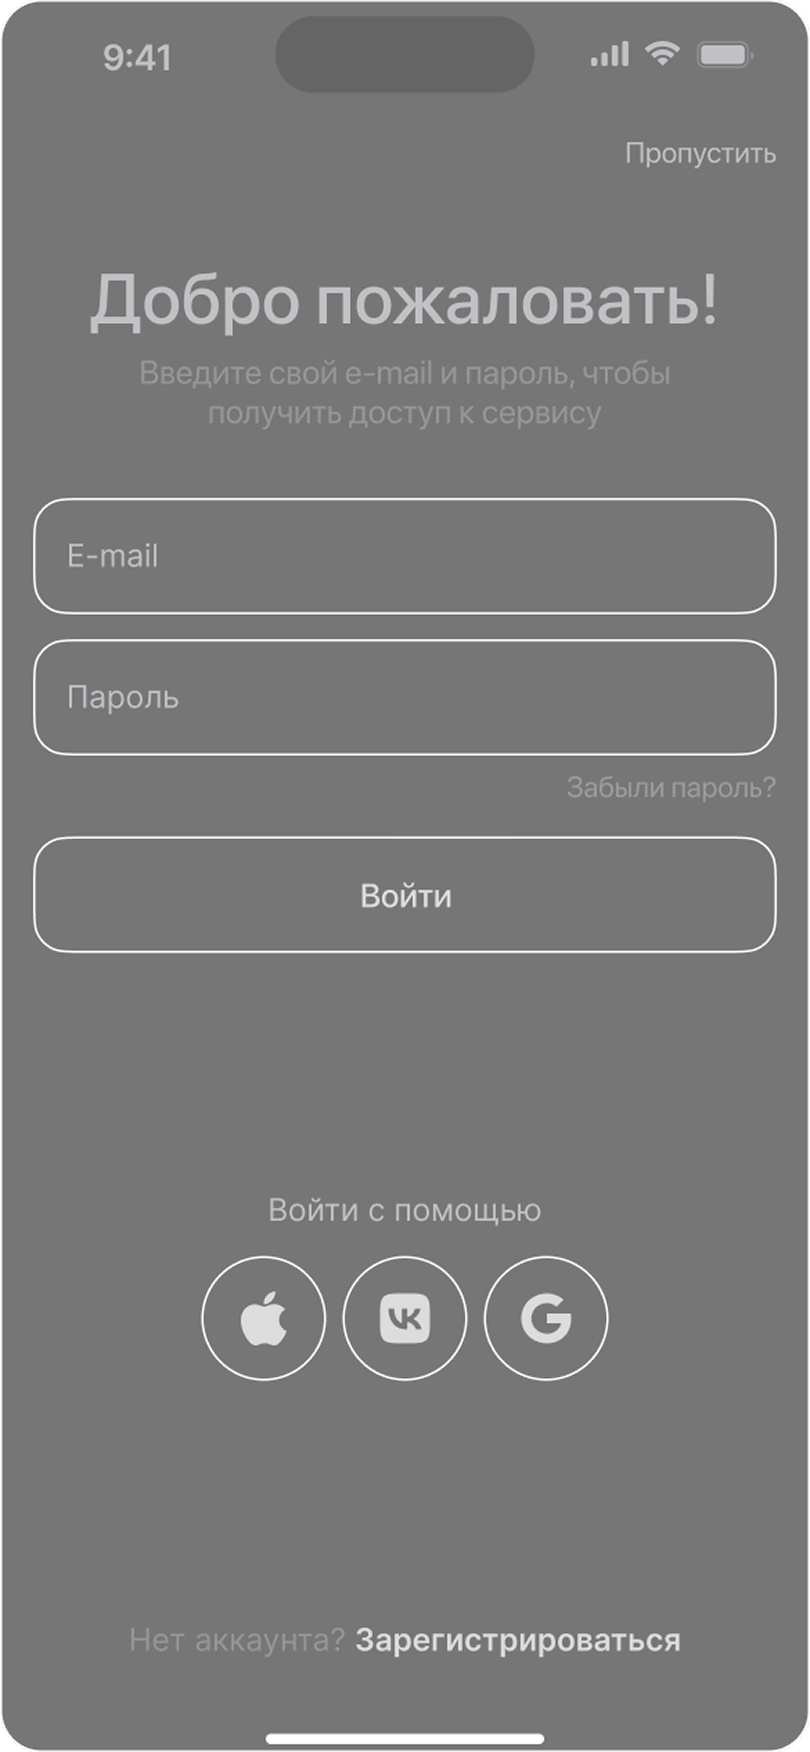 9:41
Пропустить
Добро пожаловать!
Введите свой e-mail и пароль, чтобы
получить доступ к сервису
E-mail
Пароль
Забыли пароль?
Войти
Войти с помощью
Нет аккаунта? Зарегистрироваться